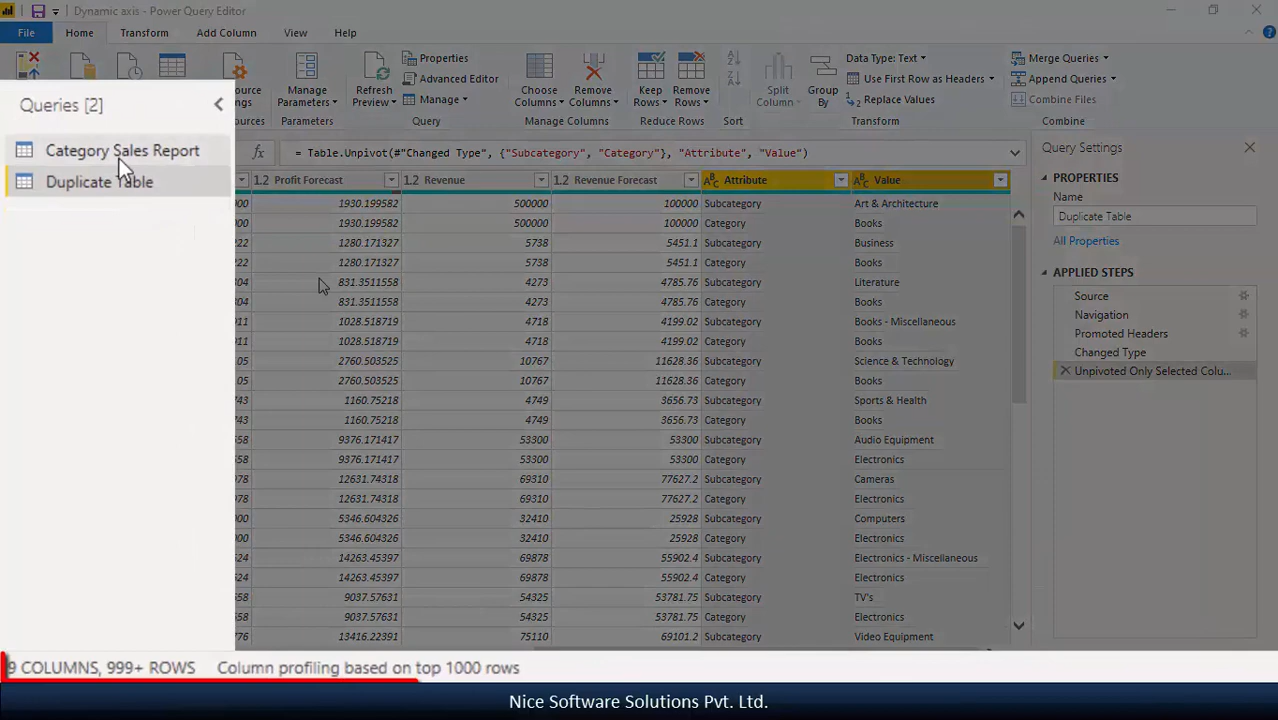 Dynamic axis - Power Query Editor
File Home Transform Add Column View Help
Properties
Advanced Editor
Manage
Manage Parameters
Refresh Preview
Query
Choose Columns
Remove Columns
Manage Columns
Keep Rows
Remove Rows
Reduce Rows
Sort
Split Column
Group By
Data Type: Text
Use First Row as Headers
Replace Values
Transform
Merge Queries
Append Queries
Combine Files
Combine
Queries [2]
Category Sales Report
Duplicate Table
= Table.Unpivot(#"Changed Type", {"Subcategory", "Category"}, "Attribute", "Value")
1.2 Profit Forecast 1.2 Revenue 1.2 Revenue Forecast Attribute Value
1930.199582 500000 100000 Subcategory Art & Architecture
1930.199582 500000 100000 Category Books
1280.171327 5738 5451.1 Subcategory Business
1280.171327 5738 5451.1 Category Books
831.3511558 4273 4785.76 Subcategory Literature
831.3511558 4273 4785.76 Category Books
1028.518719 4718 4199.02 Subcategory Books - Miscellaneous
1028.518719 4718 4199.02 Category Books
2760.503525 10767 11628.36 Subcategory Science & Technology
2760.503525 10767 11628.36 Category Books
1160.75218 4749 3656.73 Subcategory Sports & Health
1160.75218 4749 3656.73 Category Books
9376.171417 53300 53300 Subcategory Audio Equipment
9376.171417 53300 53300 Category Electronics
12631.74318 69310 77627.2 Subcategory Cameras
12631.74318 69310 77627.2 Category Electronics
5346.604326 32410 25928 Subcategory Computers
5346.604326 32410 25928 Category Electronics
14263.45397 69878 55902.4 Subcategory Electronics - Miscellaneous
14263.45397 69878 55902.4 Category Electronics
9037.57631 54325 53781.75 Subcategory TV's
9037.57631 54325 53781.75 Category Electronics
13416.22391 75110 69101.2 Subcategory Video Equipment
Query Settings
PROPERTIES
Name
Duplicate Table
All Properties
APPLIED STEPS
Source
Navigation
Promoted Headers
Changed Type
Unpivoted Only Selected Colu...
9 COLUMNS, 999+ ROWS Column profiling based on top 1000 rows
Nice Software Solutions Pvt. Ltd.